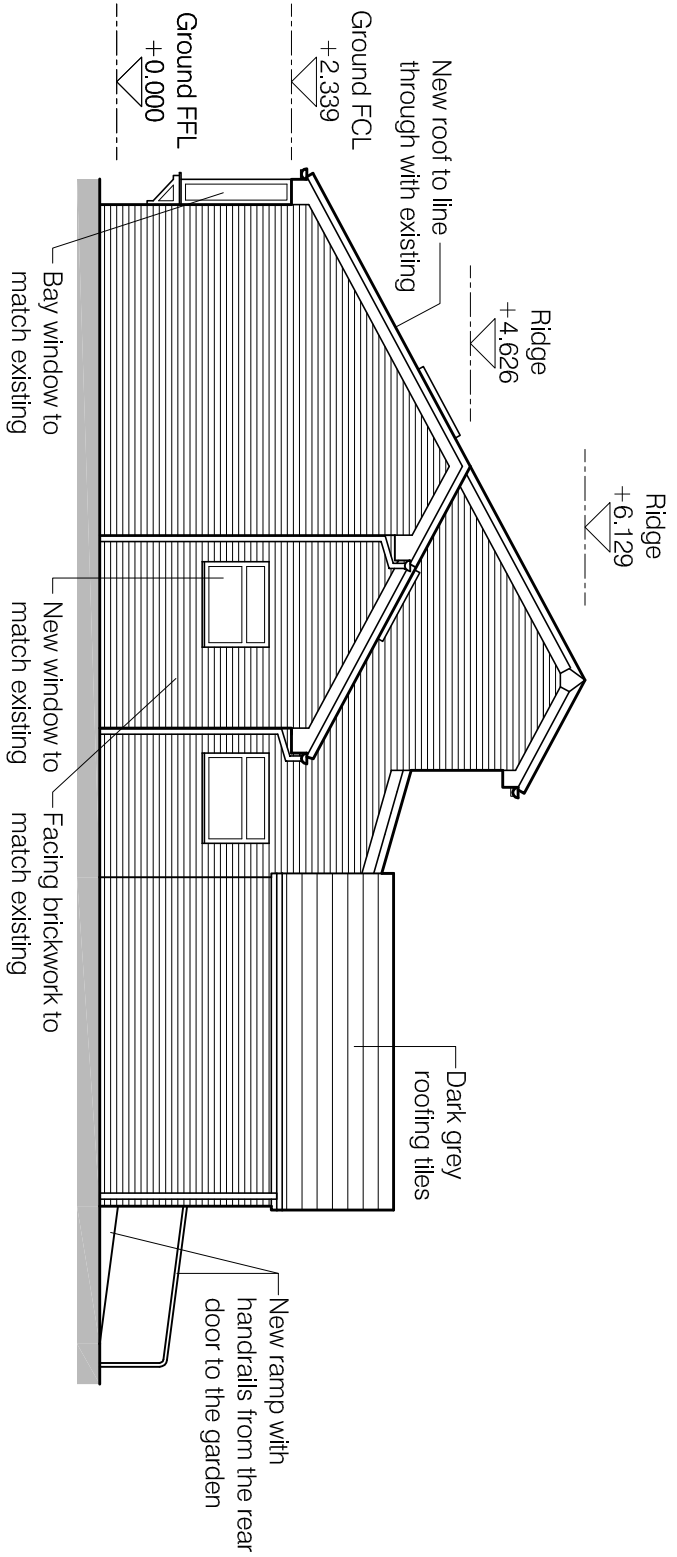 Ridge
+6.129
Ridge
+4.626
New roof to line
through with existing
Ground FCL
+2.339
Ground FFL
+0.000
Dark grey
roofing tiles
New ramp with
handrails from the rear
door to the garden
Bay window to
match existing
New window to
match existing
Facing brickwork to
match existing